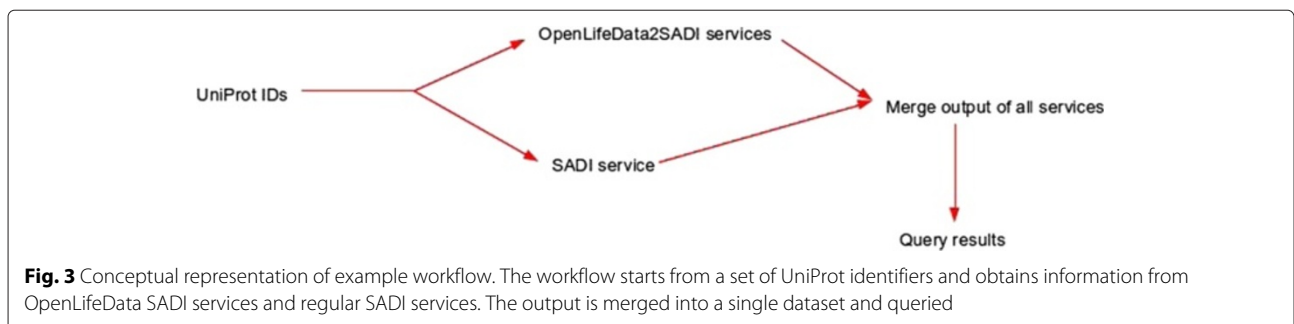 OpenLifeData2SADI services
UniProt IDs
Merge output of all services
SADI service
Query results
Fig. 3 Conceptual representation of example workflow. The workflow starts from a set of UniProt identifiers and obtains information from
OpenLifeData SADI services and regular SADI services. The output is merged into a single dataset and queried